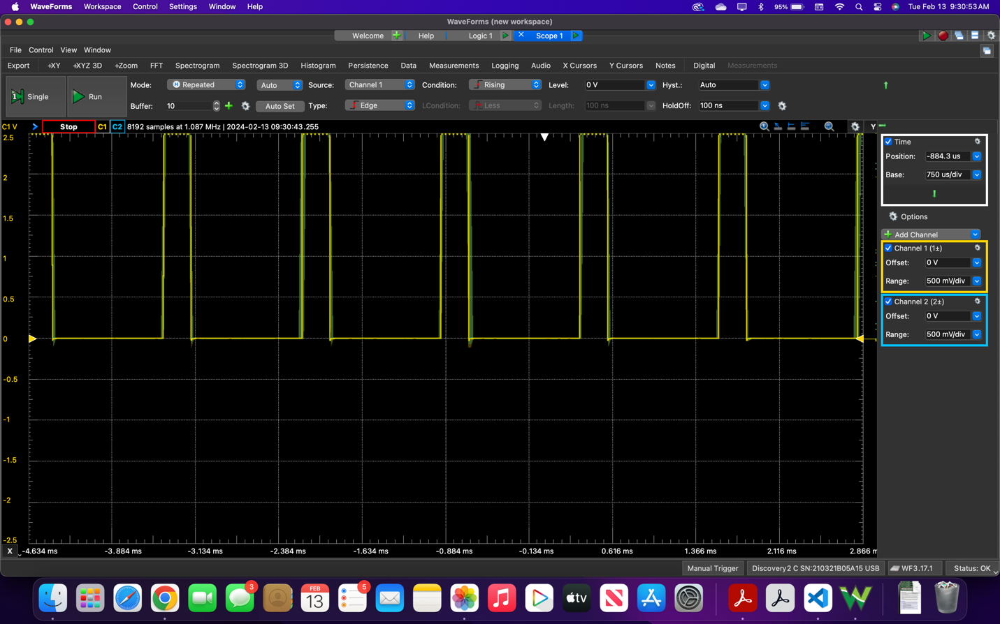 WaveForms Workspace Control Settings Window Help 95% Tue Feb 13 9:30:53 AM
WaveForms (new workspace)
Welcome Help Logic 1 Scope 1
File Control View Window
Export +XY +XYZ 3D +Zoom FFT Spectrogram Spectrogram 3D Histogram Persistence Data Measurements Logging Audio X Cursors Y Cursors Notes Digital Measurements
1 Single Run Mode: Repeated Auto Source: Channel 1 Condition: Rising Level: 0 V Hyst.: Auto
Buffer: 10 Auto Set Type: Edge LCondition: Less Length: 100 ns HoldOff: 100 ns
C1 V Stop C1 C2 8192 samples at 1.087 MHz | 2024-02-13 09:30:43.255 Y
2.5
2
1.5
1
0.5
0
-0.5
-1
-1.5
-2
-2.5
X -4.634 ms -3.884 ms -3.134 ms -2.384 ms -1.634 ms -0.884 ms -0.134 ms 0.616 ms 1.366 ms 2.116 ms 2.866 m
Time
Position: -884.3 us
Base: 750 us/div
Options
Add Channel
Channel 1 (1±)
Offset: 0 V
Range: 500 mV/div
Channel 2 (2±)
Offset: 0 V
Range: 500 mV/div
Manual Trigger Discovery2 C SN:210321B05A15 USB WF3.17.1 Status: OK
3 FEB 13 5 tv